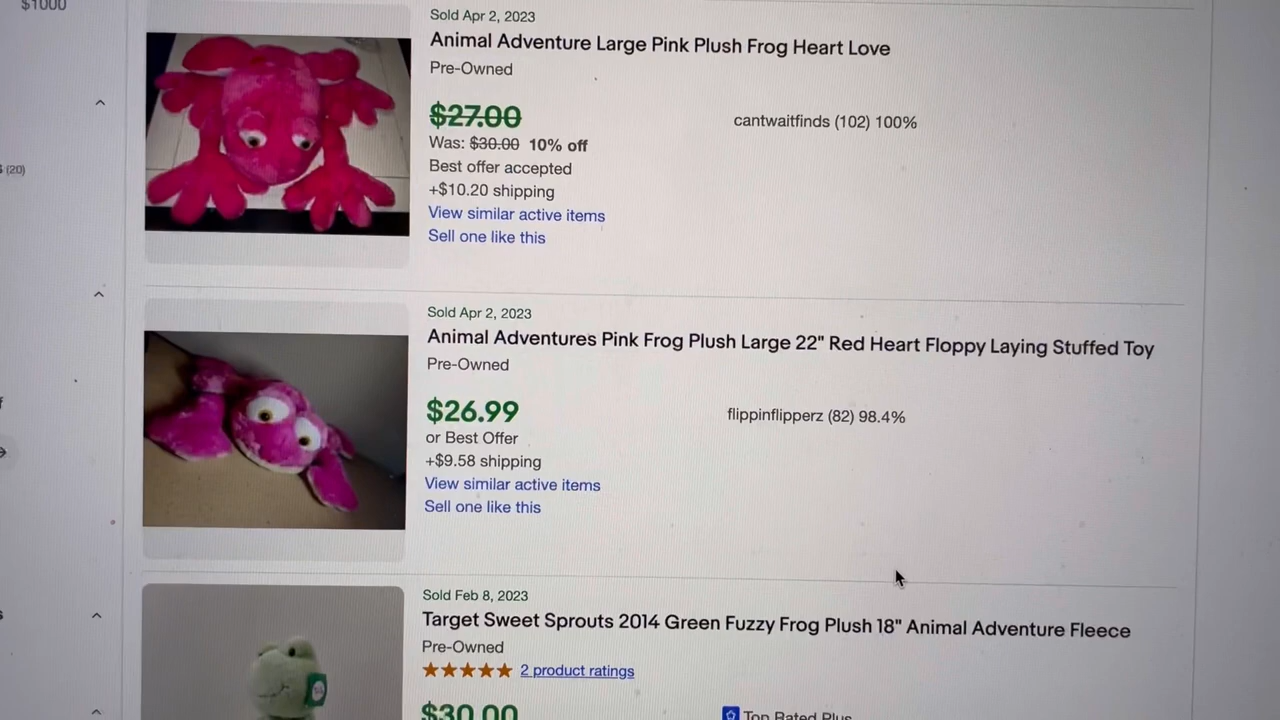 $1000
(20)
Sold Apr 2, 2023
Animal Adventure Large Pink Plush Frog Heart Love
Pre-Owned
$27.00
cantwaitfinds (102) 100%
Was: $30.00 10% off
Best offer accepted
+$10.20 shipping
View similar active items
Sell one like this
Sold Apr 2, 2023
Animal Adventures Pink Frog Plush Large 22" Red Heart Floppy Laying Stuffed Toy
Pre-Owned
$26.99
flippinflipperz (82) 98.4%
or Best Offer
+$9.58 shipping
View similar active items
Sell one like this
Sold Feb 8, 2023
Target Sweet Sprouts 2014 Green Fuzzy Frog Plush 18" Animal Adventure Fleece
Pre-Owned
2 product ratings
$30.00
Top Rated Plus